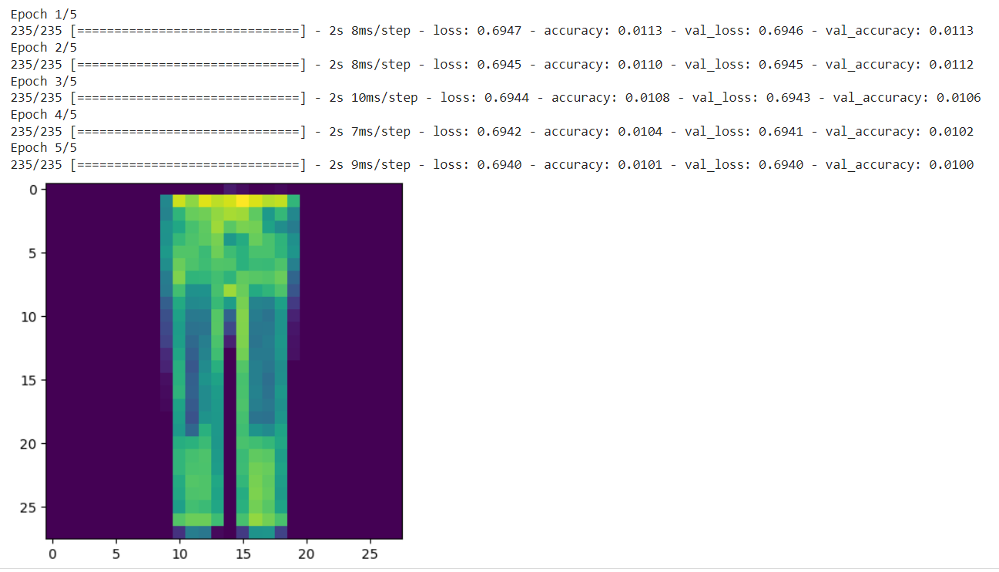 Epoch 1/5
235/235 [==============================] - 2s 8ms/step - loss: 0.6947 - accuracy: 0.0113 - val_loss: 0.6946 - val_accuracy: 0.0113
Epoch 2/5
235/235 [==============================] - 2s 8ms/step - loss: 0.6945 - accuracy: 0.0110 - val_loss: 0.6945 - val_accuracy: 0.0112
Epoch 3/5
235/235 [==============================] - 2s 10ms/step - loss: 0.6944 - accuracy: 0.0108 - val_loss: 0.6943 - val_accuracy: 0.0106
Epoch 4/5
235/235 [==============================] - 2s 7ms/step - loss: 0.6942 - accuracy: 0.0104 - val_loss: 0.6941 - val_accuracy: 0.0102
Epoch 5/5
235/235 [==============================] - 2s 9ms/step - loss: 0.6940 - accuracy: 0.0101 - val_loss: 0.6940 - val_accuracy: 0.0100
0
5
10
15
20
25
0 5 10 15 20 25